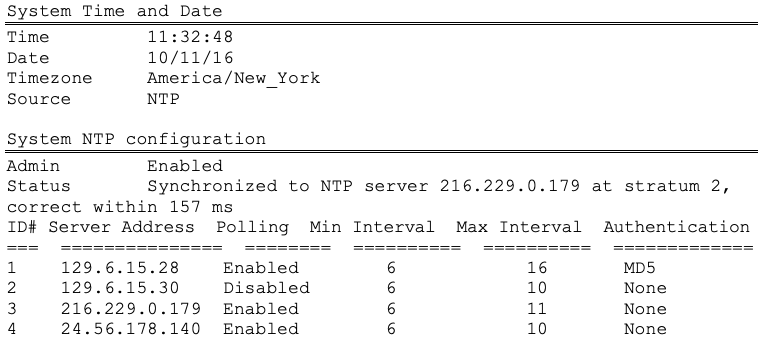 System Time and Date
Time 11:32:48
Date 10/11/16
Timezone America/New_York
Source NTP
System NTP configuration
Admin Enabled
Status Synchronized to NTP server 216.229.0.179 at stratum 2,
correct within 157 ms
ID# Server Address Polling Min Interval Max Interval Authentication
=== =============== ======== ========== ========== =============
1 129.6.15.28 Enabled 6 16 MD5
2 129.6.15.30 Disabled 6 10 None
3 216.229.0.179 Enabled 6 11 None
4 24.56.178.140 Enabled 6 10 None